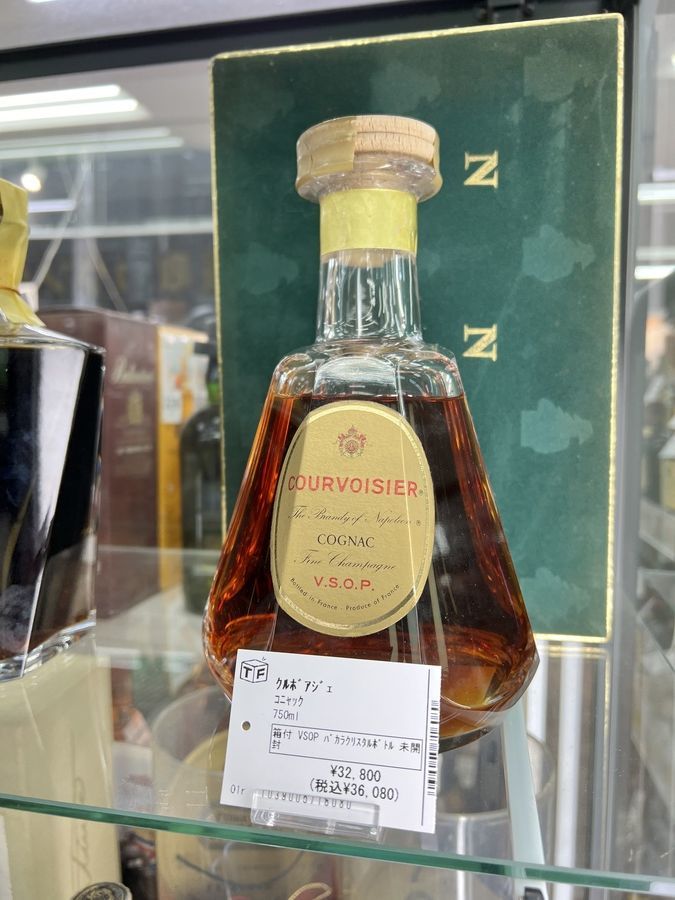 N
N
COURVOISIER®
The Brandy of Napoleon ®
COGNAC
Fine Champagne
V.S.O.P.
Bottled in France - Produce of France
TF
クルボアジェ
コニャック
750ml
箱付 VSOP バカラクリスタルボトル 未開
封
¥32,800
(税込¥36,080)
01r